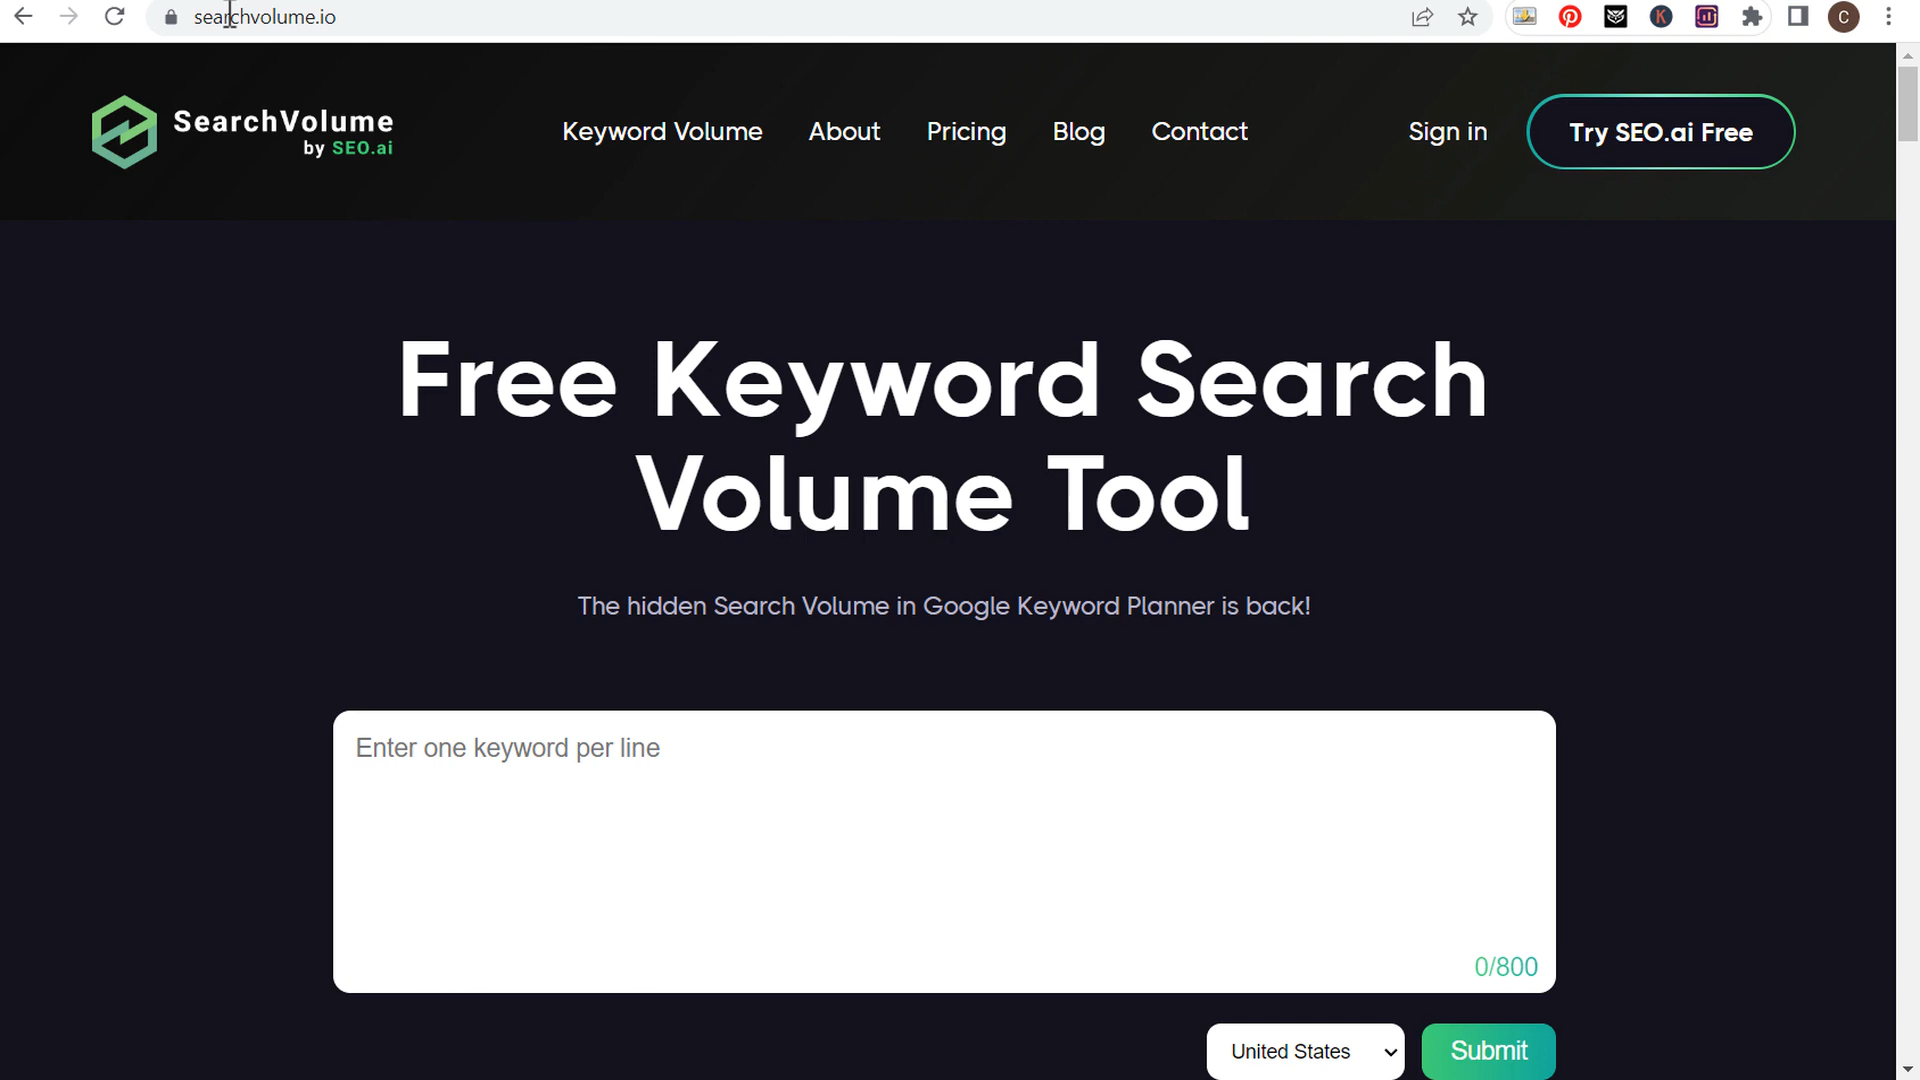 searchvolume.io
C
SearchVolume
by SEO.ai
Keyword Volume About Pricing Blog Contact Sign in Try SEO.ai Free
Free Keyword Search
Volume Tool
The hidden Search Volume in Google Keyword Planner is back!
Enter one keyword per line
0/800
United States Submit